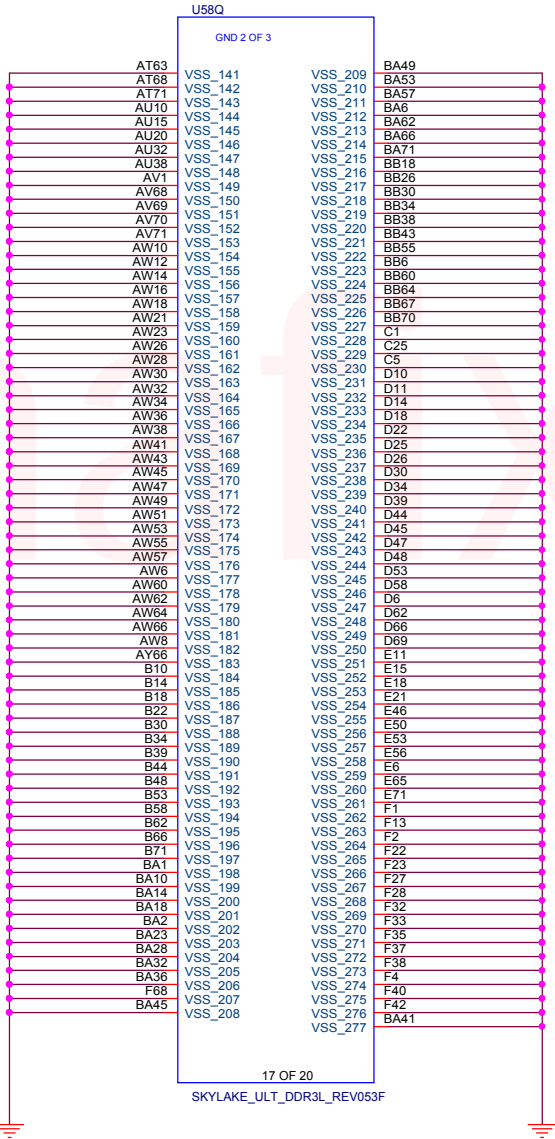 U58Q
GND 2 OF 3
AT63 VSS_141 VSS_209 BA49
AT68 VSS_142 VSS_210 BA53
AT71 VSS_143 VSS_211 BA57
AU10 VSS_144 VSS_212 BA6
AU15 VSS_145 VSS_213 BA62
AU20 VSS_146 VSS_214 BA66
AU32 VSS_147 VSS_215 BA71
AU38 VSS_148 VSS_216 BB18
AV1 VSS_149 VSS_217 BB26
AV68 VSS_150 VSS_218 BB30
AV69 VSS_151 VSS_219 BB34
AV70 VSS_152 VSS_220 BB38
AV71 VSS_153 VSS_221 BB43
AW10 VSS_154 VSS_222 BB55
AW12 VSS_155 VSS_223 BB6
AW14 VSS_156 VSS_224 BB60
AW16 VSS_157 VSS_225 BB64
AW18 VSS_158 VSS_226 BB67
AW21 VSS_159 VSS_227 BB70
AW23 VSS_160 VSS_228 C1
AW26 VSS_161 VSS_229 C25
AW28 VSS_162 VSS_230 C5
AW30 VSS_163 VSS_231 D10
AW32 VSS_164 VSS_232 D11
AW34 VSS_165 VSS_233 D14
AW36 VSS_166 VSS_234 D18
AW38 VSS_167 VSS_235 D22
AW41 VSS_168 VSS_236 D25
AW43 VSS_169 VSS_237 D26
AW45 VSS_170 VSS_238 D30
AW47 VSS_171 VSS_239 D34
AW49 VSS_172 VSS_240 D39
AW51 VSS_173 VSS_241 D44
AW53 VSS_174 VSS_242 D45
AW55 VSS_175 VSS_243 D47
AW57 VSS_176 VSS_244 D48
AW6 VSS_177 VSS_245 D53
AW60 VSS_178 VSS_246 D58
AW62 VSS_179 VSS_247 D6
AW64 VSS_180 VSS_248 D62
AW66 VSS_181 VSS_249 D66
AW8 VSS_182 VSS_250 D69
AY66 VSS_183 VSS_251 E11
B10 VSS_184 VSS_252 E15
B14 VSS_185 VSS_253 E18
B18 VSS_186 VSS_254 E21
B22 VSS_187 VSS_255 E46
B30 VSS_188 VSS_256 E50
B34 VSS_189 VSS_257 E53
B39 VSS_190 VSS_258 E56
B44 VSS_191 VSS_259 E6
B48 VSS_192 VSS_260 E65
B53 VSS_193 VSS_261 E71
B58 VSS_194 VSS_262 F1
B62 VSS_195 VSS_263 F13
B66 VSS_196 VSS_264 F2
B71 VSS_197 VSS_265 F22
BA1 VSS_198 VSS_266 F23
BA10 VSS_199 VSS_267 F27
BA14 VSS_200 VSS_268 F28
BA18 VSS_201 VSS_269 F32
BA2 VSS_202 VSS_270 F33
BA23 VSS_203 VSS_271 F35
BA28 VSS_204 VSS_272 F37
BA32 VSS_205 VSS_273 F38
BA36 VSS_206 VSS_274 F4
F68 VSS_207 VSS_275 F40
BA45 VSS_208 VSS_276 F42
VSS_277 BA41
17 OF 20
SKYLAKE_ULT_DDR3L_REV053F